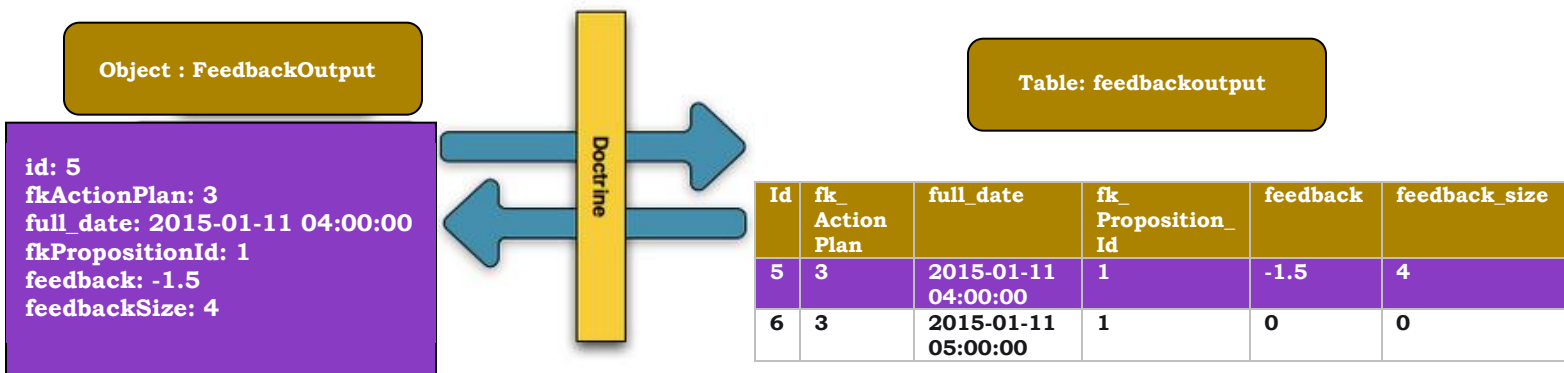 Object : FeedbackOutput
id: 5
fkActionPlan: 3
full_date: 2015-01-11 04:00:00
fkPropositionId: 1
feedback: -1.5
feedbackSize: 4
Doctrine
Table: feedbackoutput
Id fk_ full_date fk_ feedback feedback_size
Action Proposition_
Plan Id
5 3 2015-01-11 1 -1.5 4
04:00:00
6 3 2015-01-11 1 0 0
05:00:00